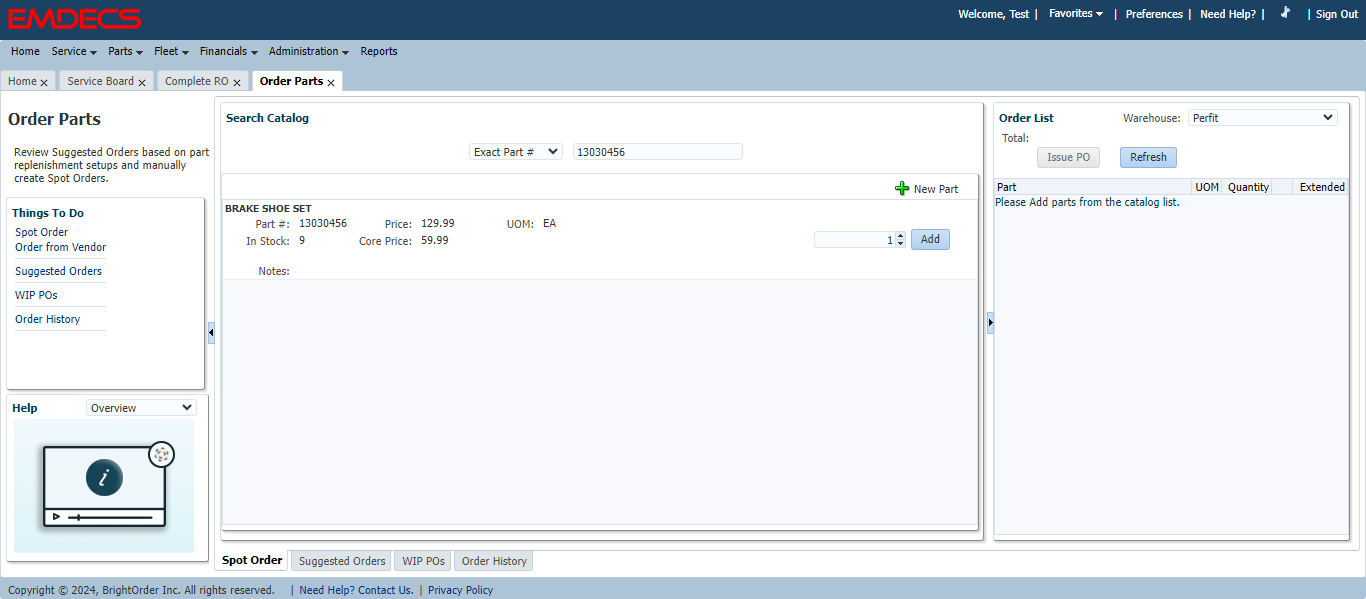 EMDECS
Welcome, Test | Favorites | Preferences | Need Help? | | Sign Out
Home Service Parts Fleet Financials Administration Reports
Home x Service Board x Complete RO x Order Parts x
Order Parts
Review Suggested Orders based on part
replenishment setups and manually
create Spot Orders.
Things To Do
Spot Order
Order from Vendor
Suggested Orders
WIP POs
Order History
Help Overview
i
Search Catalog
Exact Part # 13030456
New Part
BRAKE SHOE SET
Part #: 13030456 Price: 129.99 UOM: EA
In Stock: 9 Core Price: 59.99
1 Add
Notes:
Order List Warehouse: Perfit
Total:
Issue PO Refresh
Part UOM Quantity Extended
Please Add parts from the catalog list.
Spot Order Suggested Orders WIP POs Order History
Copyright © 2024, BrightOrder Inc. All rights reserved. | Need Help? Contact Us. | Privacy Policy